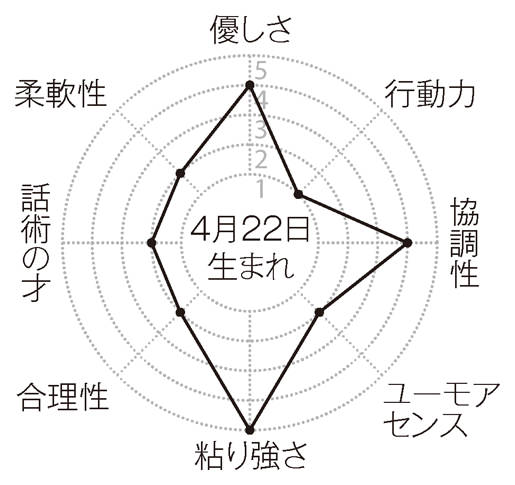 優しさ
行動力
協
調
性
ユーモア
センス
粘り強さ
合理性
話
術
の
才
柔軟性
5
4
3
2
1
4月22日
生まれ